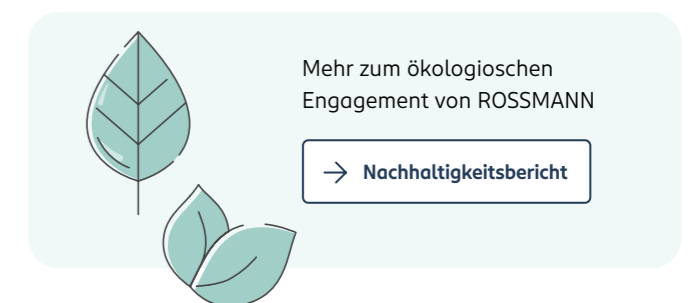 Mehr zum ökologioschen
Engagement von ROSSMANN
Nachhaltigkeitsbericht